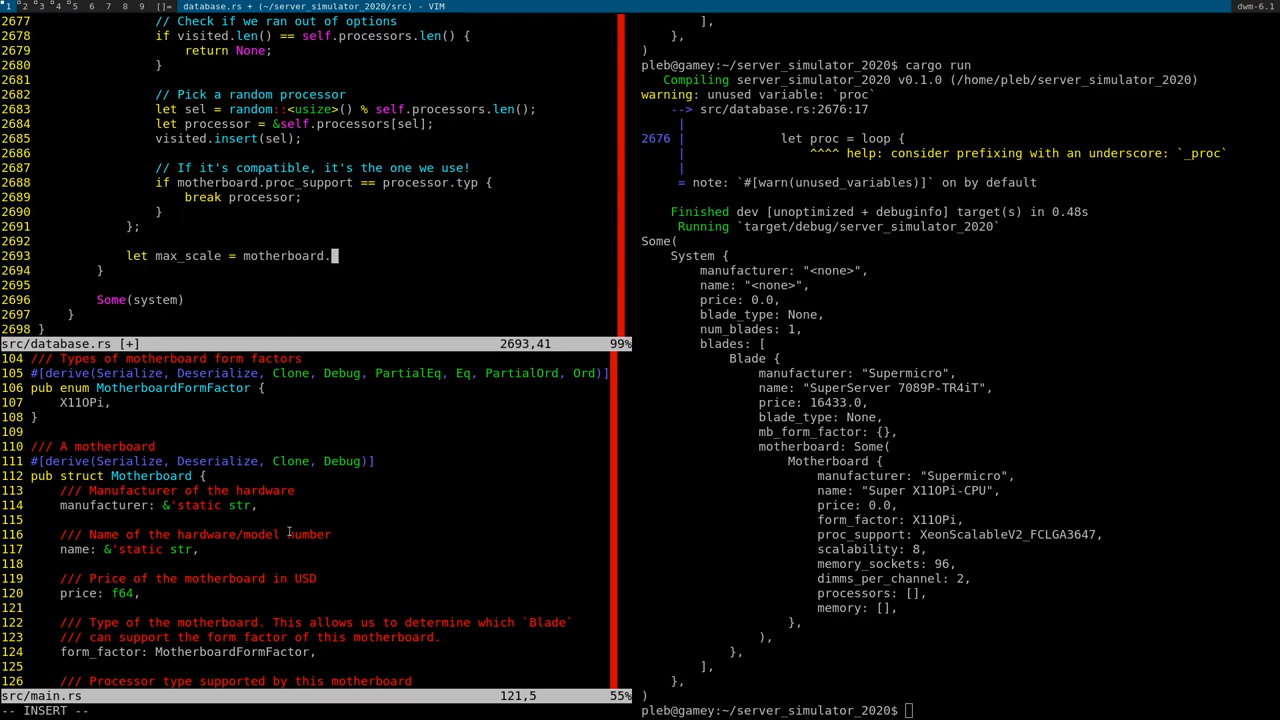 1 2 3 4 5 6 7 8 9 []= database.rs + (~/server_simulator_2020/src) - VIM dwm-6.1
2677 // Check if we ran out of options
2678 if visited.len() == self.processors.len() {
2679 return None;
2680 }
2681
2682 // Pick a random processor
2683 let sel = random::<usize>() % self.processors.len();
2684 let processor = &self.processors[sel];
2685 visited.insert(sel);
2686
2687 // If it's compatible, it's the one we use!
2688 if motherboard.proc_support == processor.typ {
2689 break processor;
2690 }
2691 };
2692
2693 let max_scale = motherboard.
2694 }
2695
2696 Some(system)
2697 }
2698 }
src/database.rs [+] 2693,41 99%
104 /// Types of motherboard form factors
105 #[derive(Serialize, Deserialize, Clone, Debug, PartialEq, Eq, PartialOrd, Ord)]
106 pub enum MotherboardFormFactor {
107 X11OPi,
108 }
109
110 /// A motherboard
111 #[derive(Serialize, Deserialize, Clone, Debug)]
112 pub struct Motherboard {
113 /// Manufacturer of the hardware
114 manufacturer: &'static str,
115
116 /// Name of the hardware/model number
117 name: &'static str,
118
119 /// Price of the motherboard in USD
120 price: f64,
121
122 /// Type of the motherboard. This allows us to determine which `Blade`
123 /// can support the form factor of this motherboard.
124 form_factor: MotherboardFormFactor,
125
126 /// Processor type supported by this motherboard
src/main.rs 121,5 55%
-- INSERT --
],
},
)
pleb@gamey:~/server_simulator_2020$ cargo run
Compiling server_simulator_2020 v0.1.0 (/home/pleb/server_simulator_2020)
warning: unused variable: `proc`
--> src/database.rs:2676:17
|
2676 | let proc = loop {
| ^^^^ help: consider prefixing with an underscore: `_proc`
|
= note: `#[warn(unused_variables)]` on by default
Finished dev [unoptimized + debuginfo] target(s) in 0.48s
Running `target/debug/server_simulator_2020`
Some(
System {
manufacturer: "<none>",
name: "<none>",
price: 0.0,
blade_type: None,
num_blades: 1,
blades: [
Blade {
manufacturer: "Supermicro",
name: "SuperServer 7089P-TR4iT",
price: 16433.0,
blade_type: None,
mb_form_factor: {},
motherboard: Some(
Motherboard {
manufacturer: "Supermicro",
name: "Super X11OPi-CPU",
price: 0.0,
form_factor: X11OPi,
proc_support: XeonScalableV2_FCLGA3647,
scalability: 8,
memory_sockets: 96,
dimms_per_channel: 2,
processors: [],
memory: [],
},
),
},
],
},
)
pleb@gamey:~/server_simulator_2020$